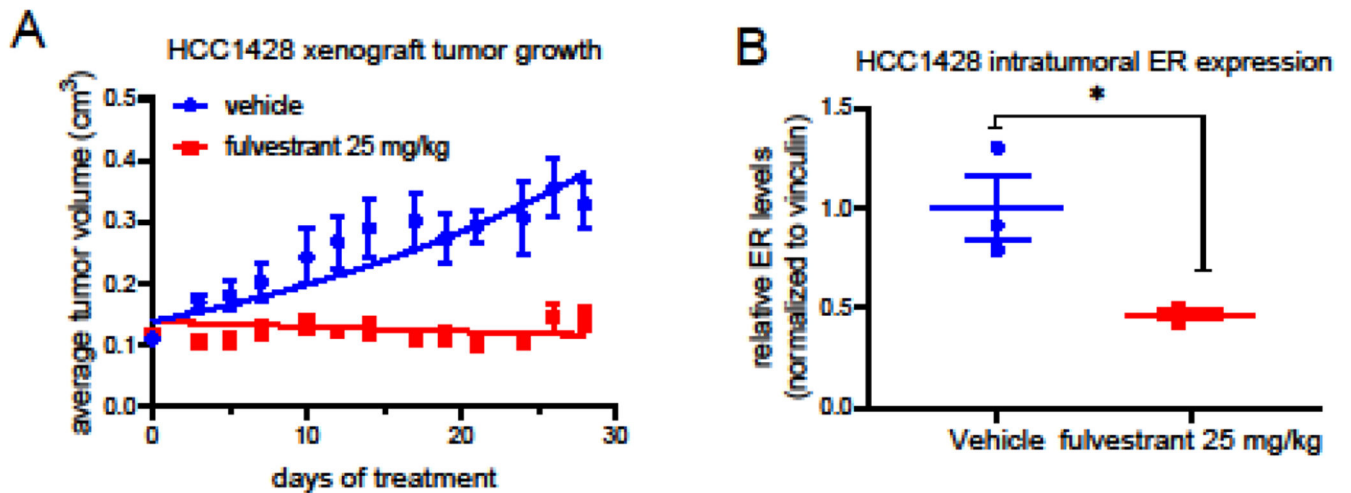 A
HCC1428 xenograft tumor growth
average tumor volume (cm³)
0.5
0.4
0.3
0.2
0.1
0.0
vehicle
fulvestrant 25 mg/kg
0
10
20
30
days of treatment
B
HCC1428 intratumoral ER expression
*
relative ER levels
(normalized to vinculin)
1.5
1.0
0.5
0.0
Vehicle fulvestrant 25 mg/kg